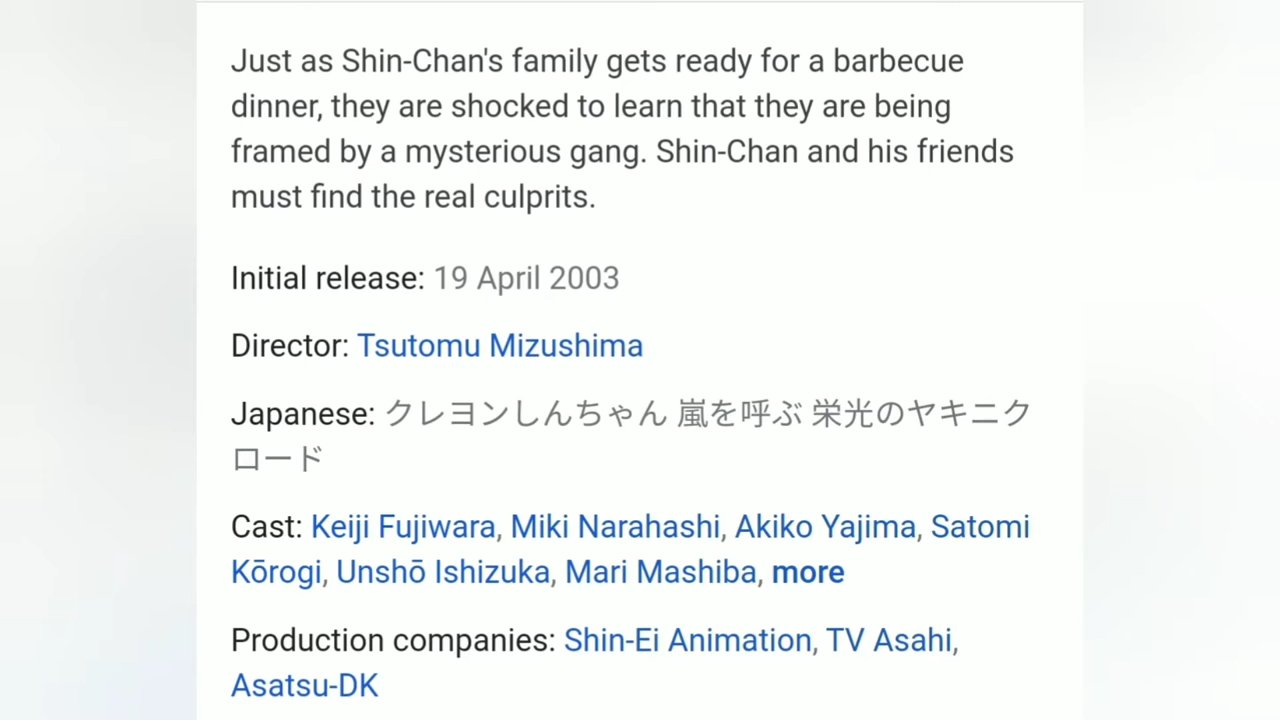 Just as Shin-Chan's family gets ready for a barbecue
dinner, they are shocked to learn that they are being
framed by a mysterious gang. Shin-Chan and his friends
must find the real culprits.
Initial release: 19 April 2003
Director: Tsutomu Mizushima
Japanese: クレヨンしんちゃん 嵐を呼ぶ 栄光のヤキニク
ロード
Cast: Keiji Fujiwara, Miki Narahashi, Akiko Yajima, Satomi
Kōrogi, Unshō Ishizuka, Mari Mashiba, more
Production companies: Shin-Ei Animation, TV Asahi,
Asatsu-DK